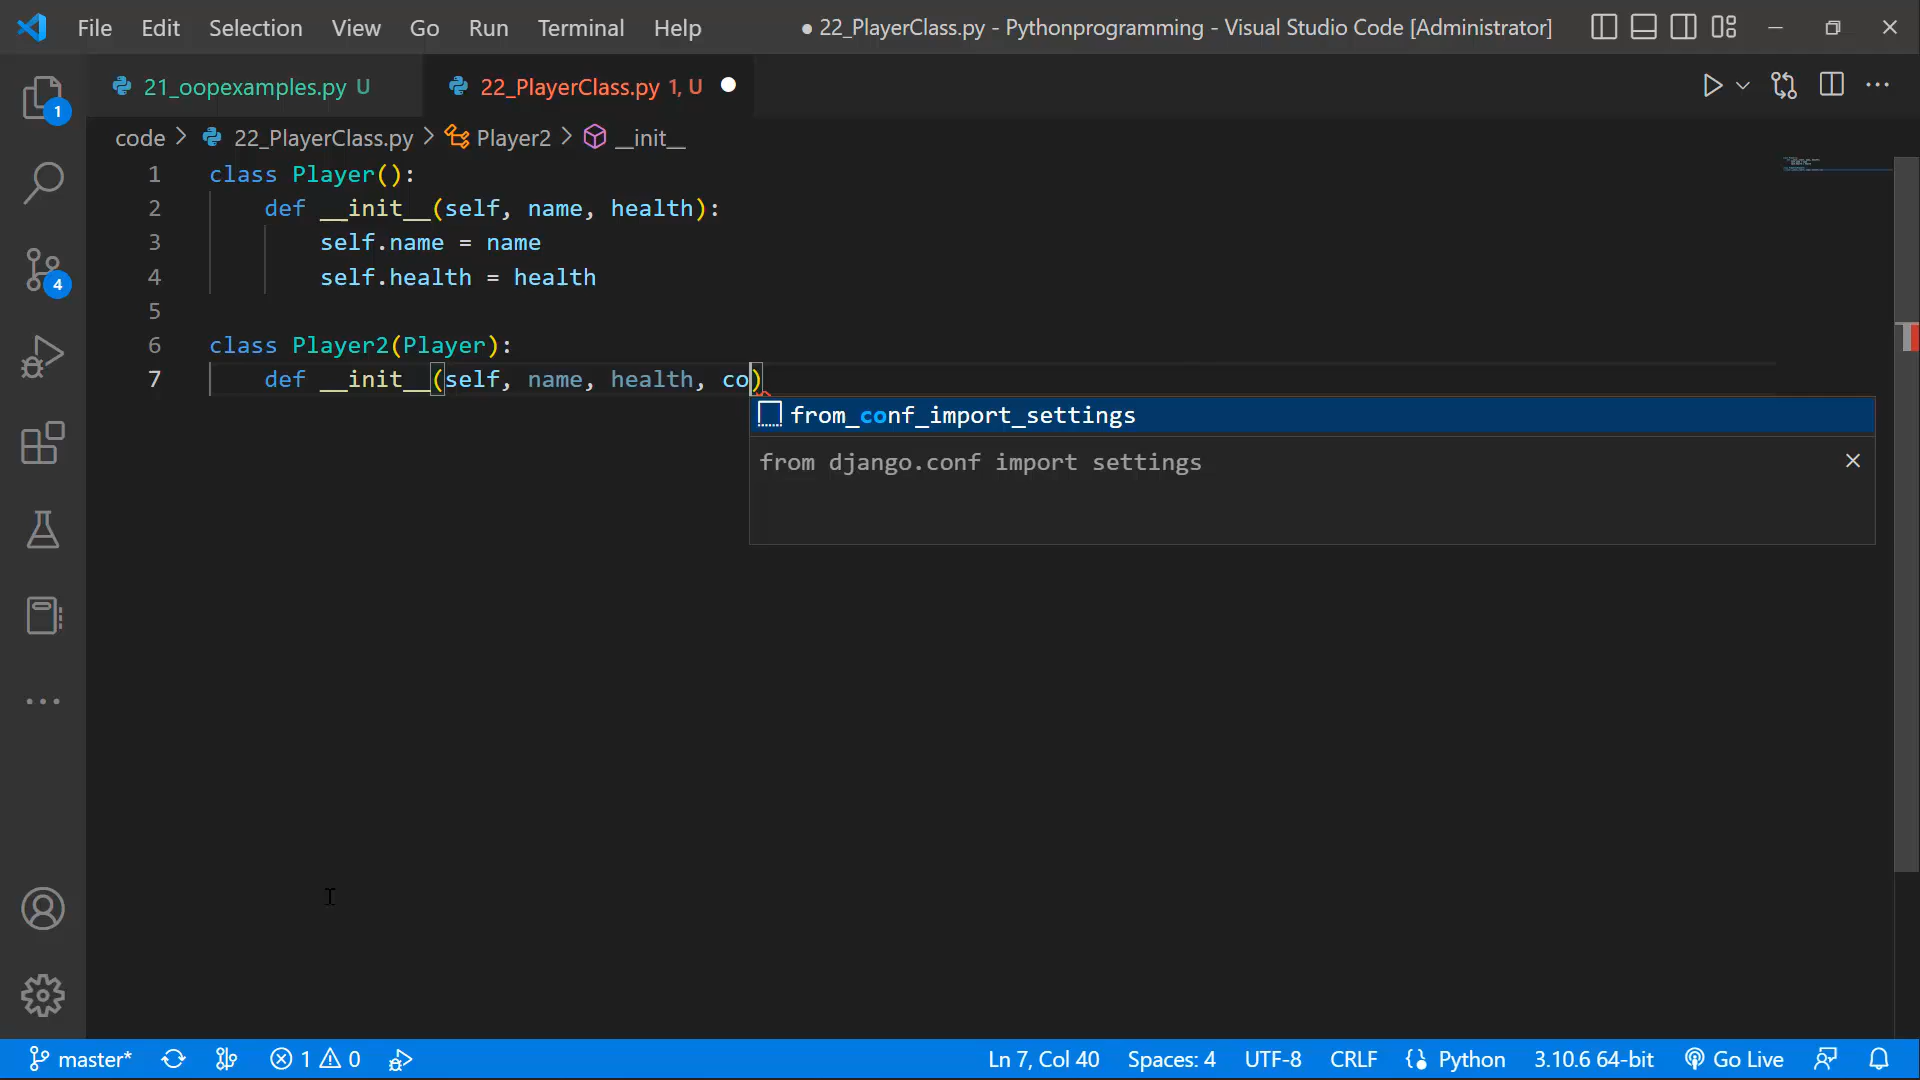 File Edit Selection View Go Run Terminal Help ● 22_PlayerClass.py - Pythonprogramming - Visual Studio Code [Administrator]
21_oopexamples.py U 22_PlayerClass.py 1, U
code > 22_PlayerClass.py > Player2 > __init__
1 class Player():
2 def __init__(self, name, health):
3 self.name = name
4 self.health = health
5
6 class Player2(Player):
7 def __init__(self, name, health, co)
from_conf_import_settings
from django.conf import settings
1
4
master* 1 0 Ln 7, Col 40 Spaces: 4 UTF-8 CRLF Python 3.10.6 64-bit Go Live